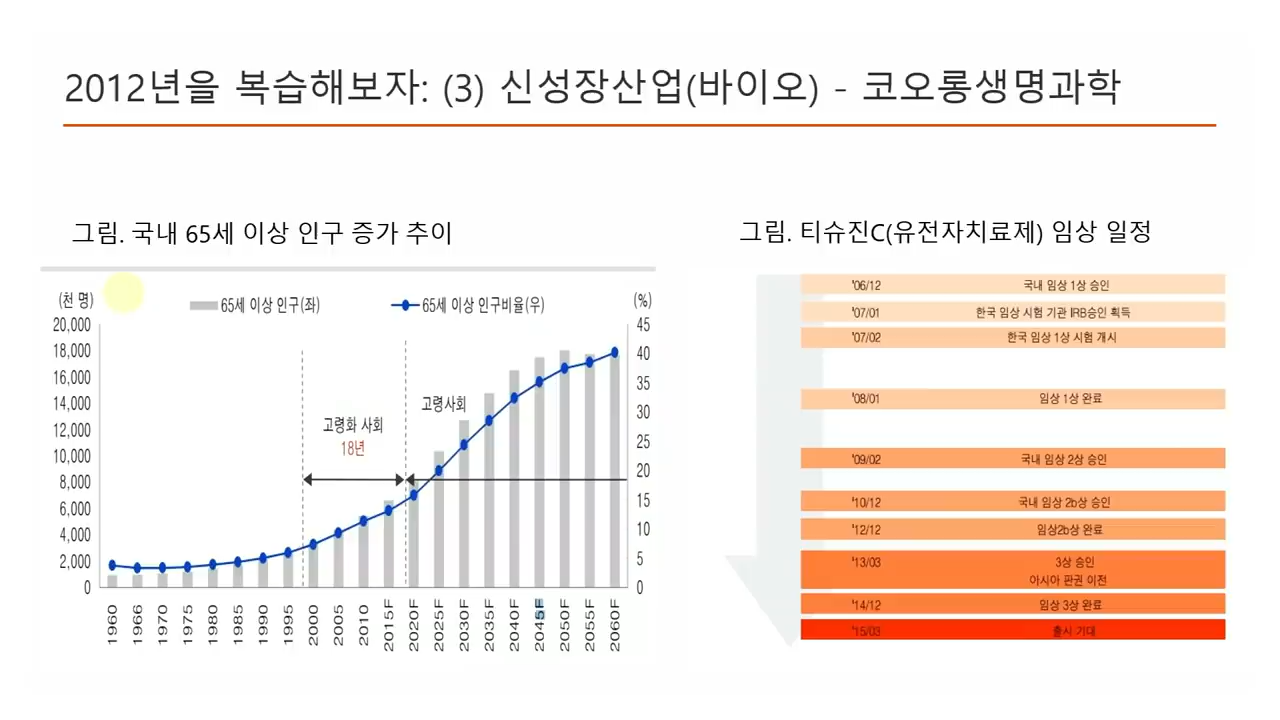 2012년을 복습해보자: (3) 신성장산업(바이오) - 코오롱생명과학
그림. 국내 65세 이상 인구 증가 추이
(천 명)
65세 이상 인구(좌)
65세 이상 인구비율(우)
(%)
20,000
18,000
16,000
14,000
12,000
10,000
8,000
6,000
4,000
2,000
0
45
40
35
30
25
20
15
10
5
0
고령화 사회
18년
고령사회
1960
1966
1970
1975
1980
1985
1990
1995
2000
2005
2010
2015F
2020F
2025F
2030F
2035F
2040F
2045F
2050F
2055F
2060F
그림. 티슈진C(유전자치료제) 임상 일정
'06/12 국내 임상 1상 승인
'07/01 한국 임상 시험 기관 IRB승인 획득
'07/02 한국 임상 1상 시험 개시
'08/01 임상 1상 완료
'09/02 국내 임상 2상 승인
'10/12 국내 임상 2b상 승인
'12/12 임상2b상 완료
'13/03 3상 승인
아시아 판권 이전
'14/12 임상 3상 완료
'15/03 출시 기대